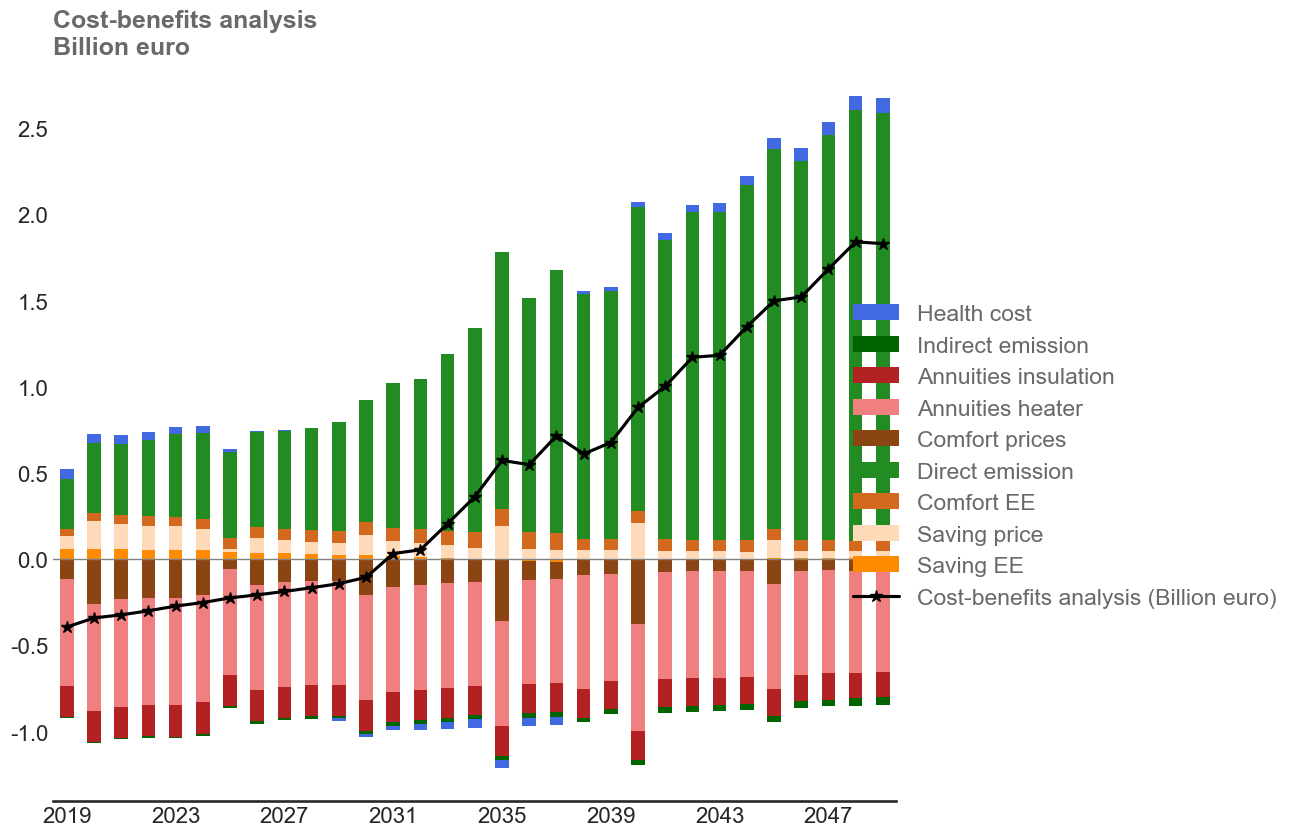 Cost-benefits analysis
Billion euro
2.5
2.0
1.5
1.0
0.5
0.0
-0.5
-1.0
2019 2023 2027 2031 2035 2039 2043 2047
Health cost
Indirect emission
Annuities insulation
Annuities heater
Comfort prices
Direct emission
Comfort EE
Saving price
Saving EE
Cost-benefits analysis (Billion euro)